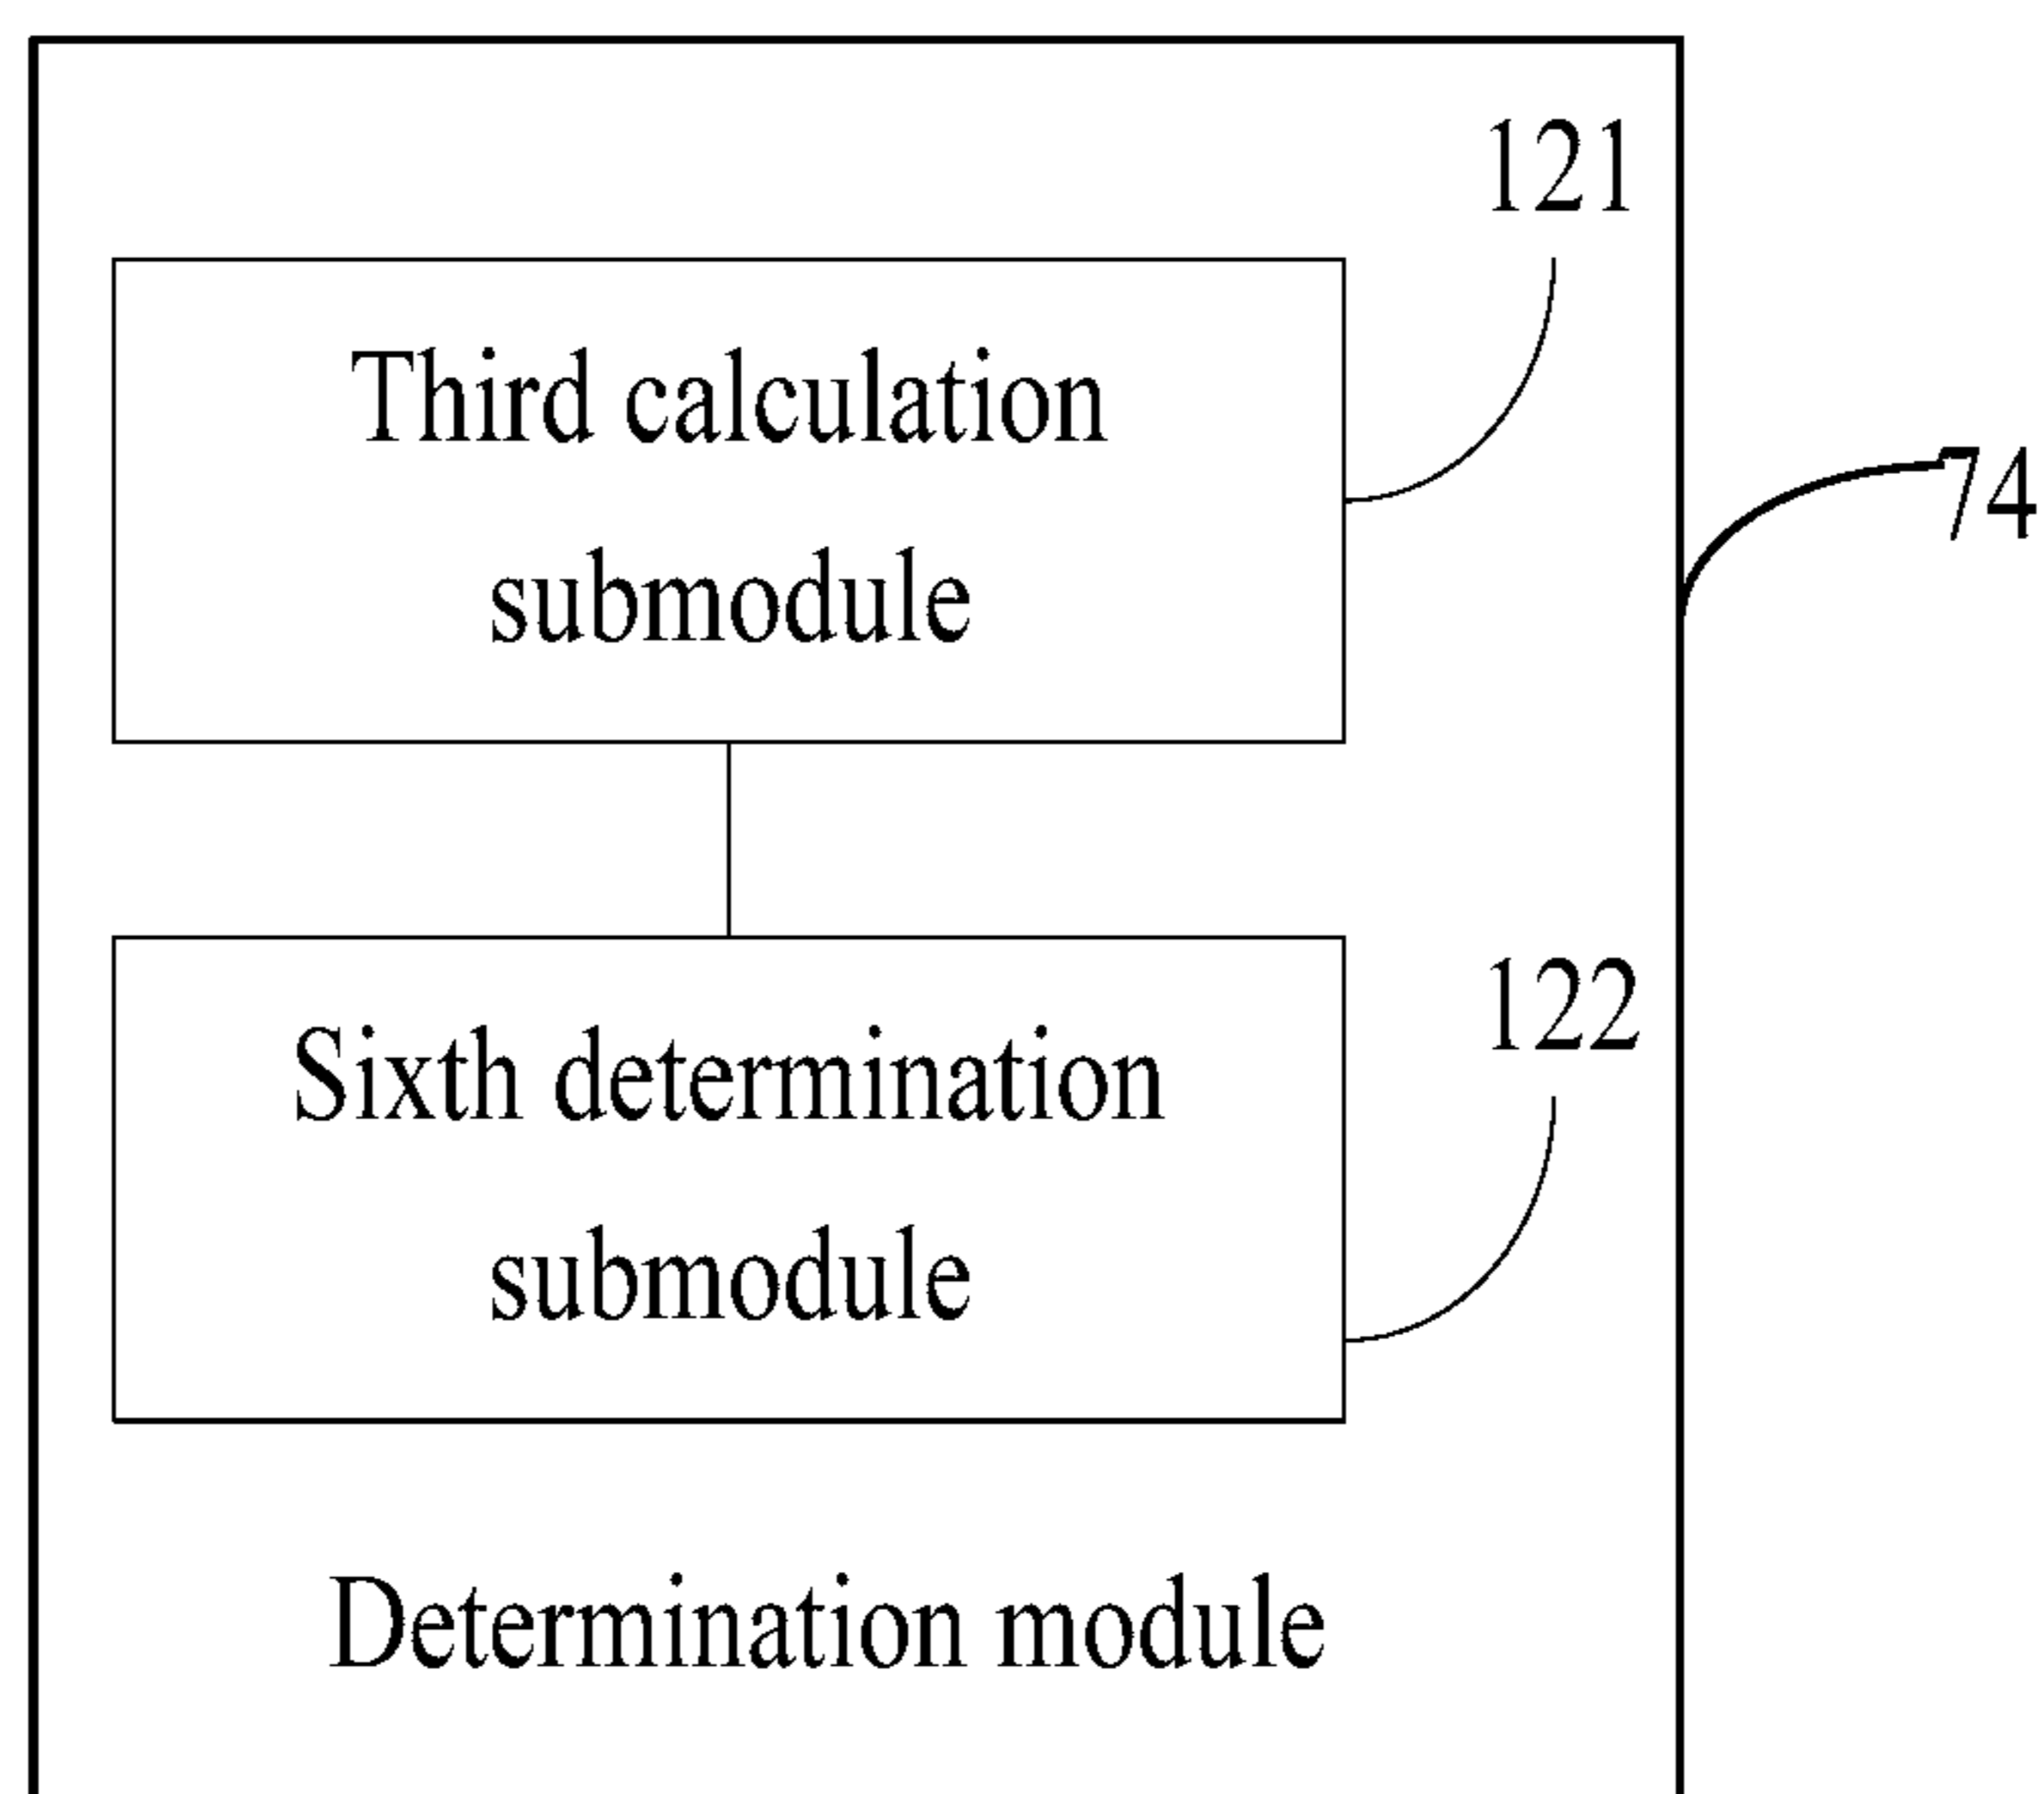 121
Third calculation
submodule
74
122
Sixth determination
submodule
Determination module